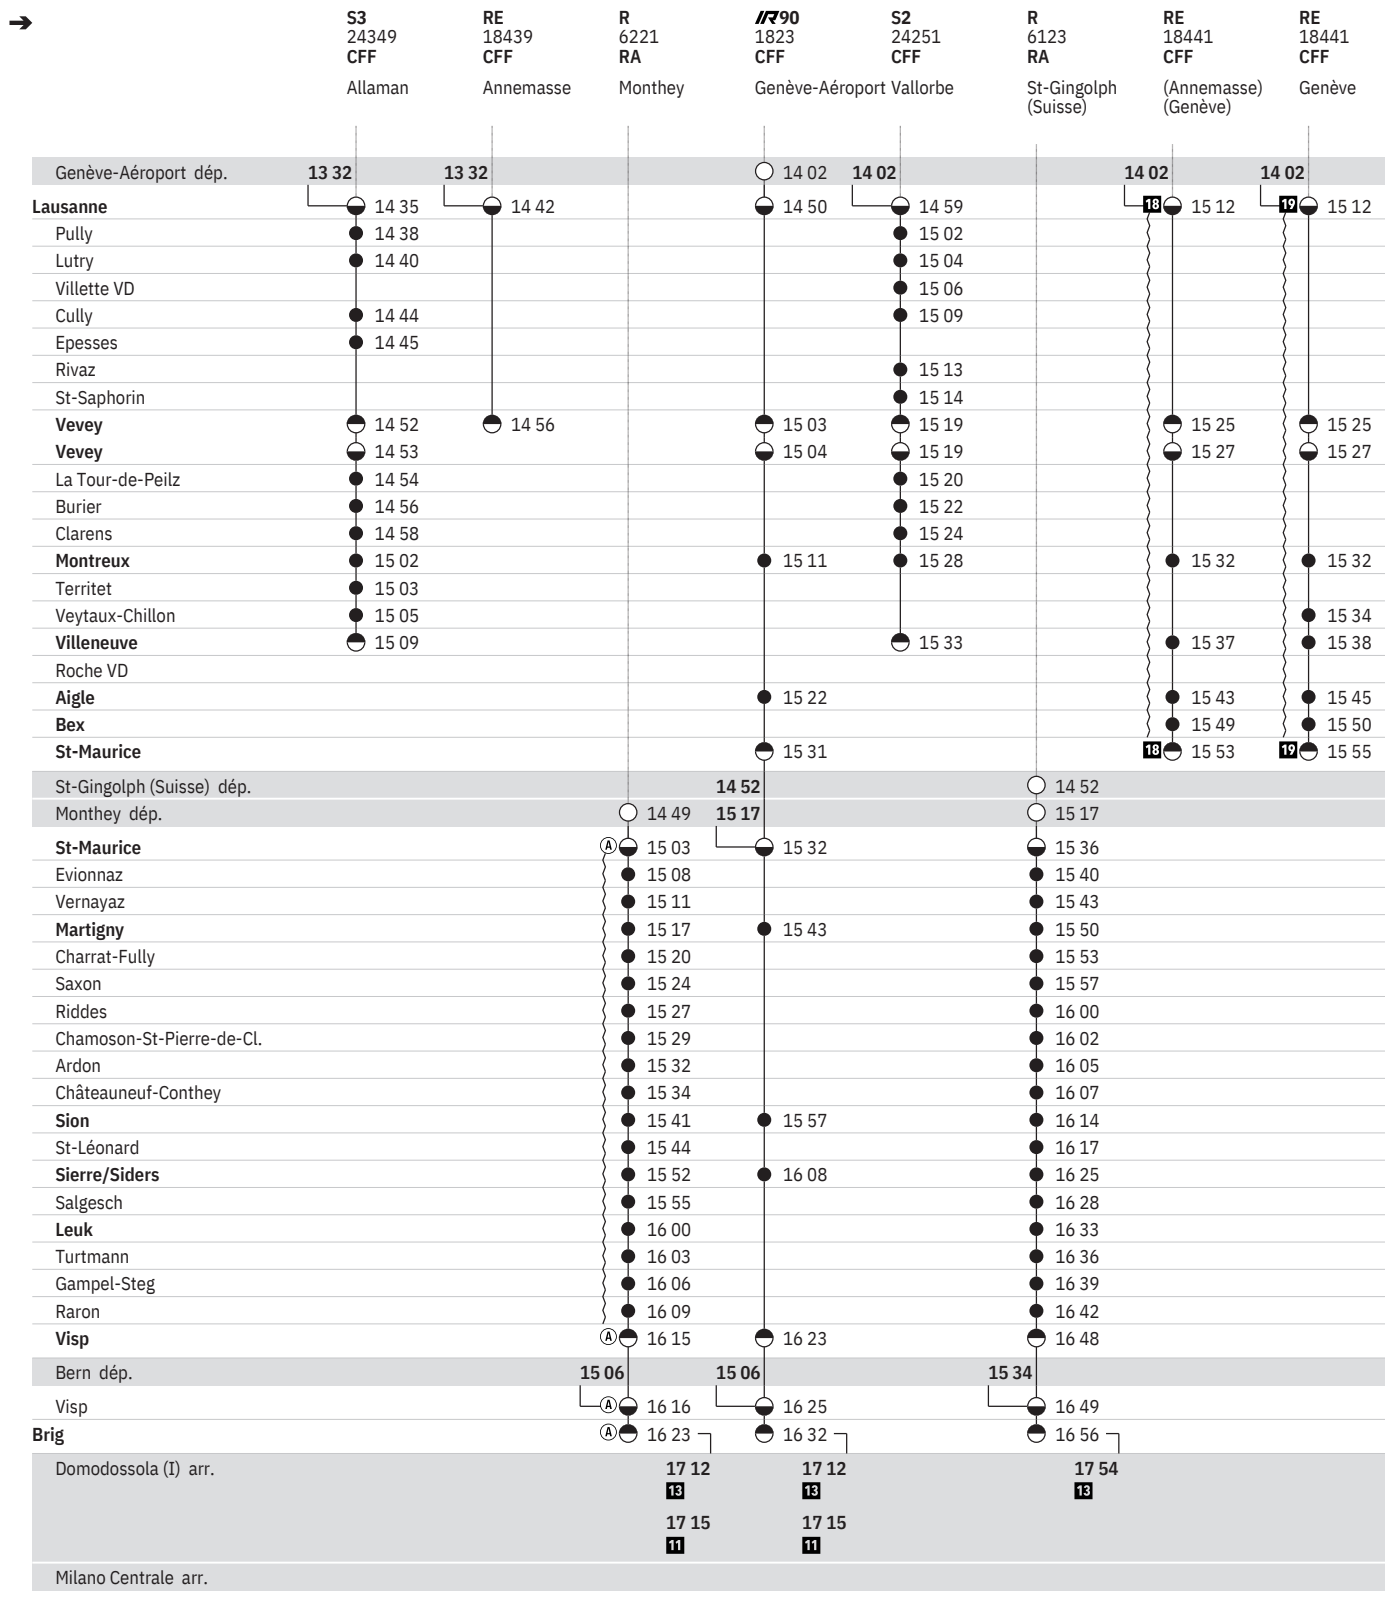 ➔ S3 RE R IR90 S2 R RE RE
24349 18439 6221 1823 24251 6123 18441 18441
CFF CFF RA CFF CFF RA CFF CFF
Allaman Annemasse Monthey Genève-Aéroport Vallorbe St-Gingolph (Annemasse) Genève
(Suisse) (Genève)
Genève-Aéroport dép. 13 32 13 32 14 02 14 02 14 02 14 02
Lausanne 14 35 14 42 14 50 14 59 18 15 12 19 15 12
Pully 14 38 15 02
Lutry 14 40 15 04
Villette VD 15 06
Cully 14 44 15 09
Epesses 14 45
Rivaz 15 13
St-Saphorin 15 14
Vevey 14 52 14 56 15 03 15 19 15 25 15 25
Vevey 14 53 15 04 15 19 15 27 15 27
La Tour-de-Peilz 14 54 15 20
Burier 14 56 15 22
Clarens 14 58 15 24
Montreux 15 02 15 11 15 28 15 32 15 32
Territet 15 03
Veytaux-Chillon 15 05 15 34
Villeneuve 15 09 15 33 15 37 15 38
Roche VD
Aigle 15 22 15 43 15 45
Bex 15 49 15 50
St-Maurice 15 31 18 15 53 19 15 55
St-Gingolph (Suisse) dép. 14 52 14 52
Monthey dép. 14 49 15 17 15 17
St-Maurice A 15 03 15 32 15 36
Evionnaz 15 08 15 40
Vernayaz 15 11 15 43
Martigny 15 17 15 43 15 50
Charrat-Fully 15 20 15 53
Saxon 15 24 15 57
Riddes 15 27 16 00
Chamoson-St-Pierre-de-Cl. 15 29 16 02
Ardon 15 32 16 05
Châteauneuf-Conthey 15 34 16 07
Sion 15 41 15 57 16 14
St-Léonard 15 44 16 17
Sierre/Siders 15 52 16 08 16 25
Salgesch 15 55 16 28
Leuk 16 00 16 33
Turtmann 16 03 16 36
Gampel-Steg 16 06 16 39
Raron 16 09 16 42
Visp A 16 15 16 23 16 48
Bern dép. 15 06 15 06 15 34
Visp A 16 16 16 25 16 49
Brig A 16 23 16 32 16 56
Domodossola (I) arr. 17 12 17 12 17 54
13 13 13
17 15 17 15
11 11
Milano Centrale arr.